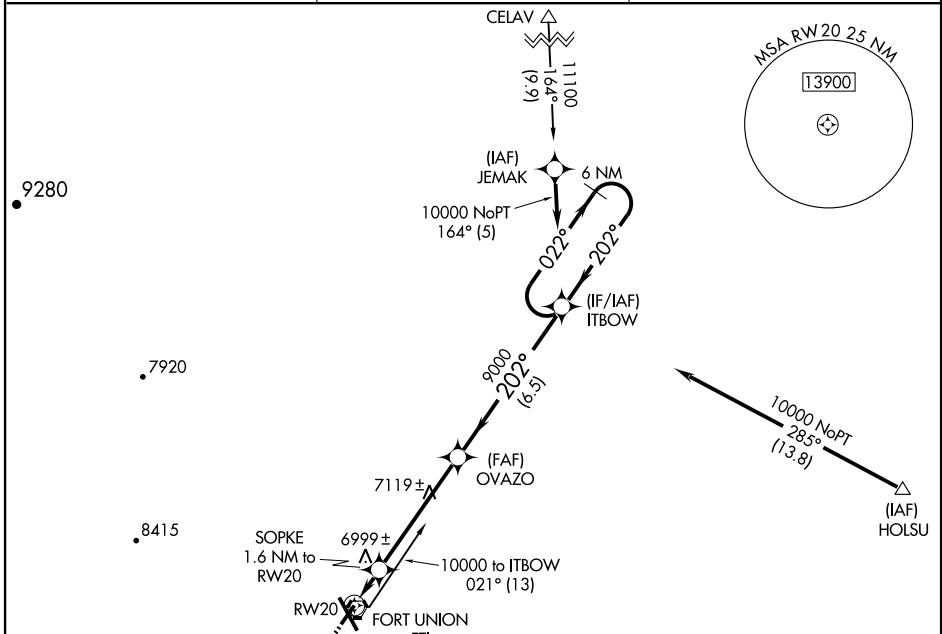 CELAV
11100
164°
(9.9)
MSA RW 20 25 NM
13900
(IAF)
JEMAK
6 NM
9280
10000 NoPT
164° (5)
022°
202°
(IF/IAF)
ITBOW
9000
202°
(6.5)
7920
10000 NoPT
285°
(13.8)
(FAF)
OVAZO
7119±
(IAF)
HOLSU
8415
SOPKE
1.6 NM to
RW20
6999±
10000 to ITBOW
021° (13)
RW20
FORT UNION